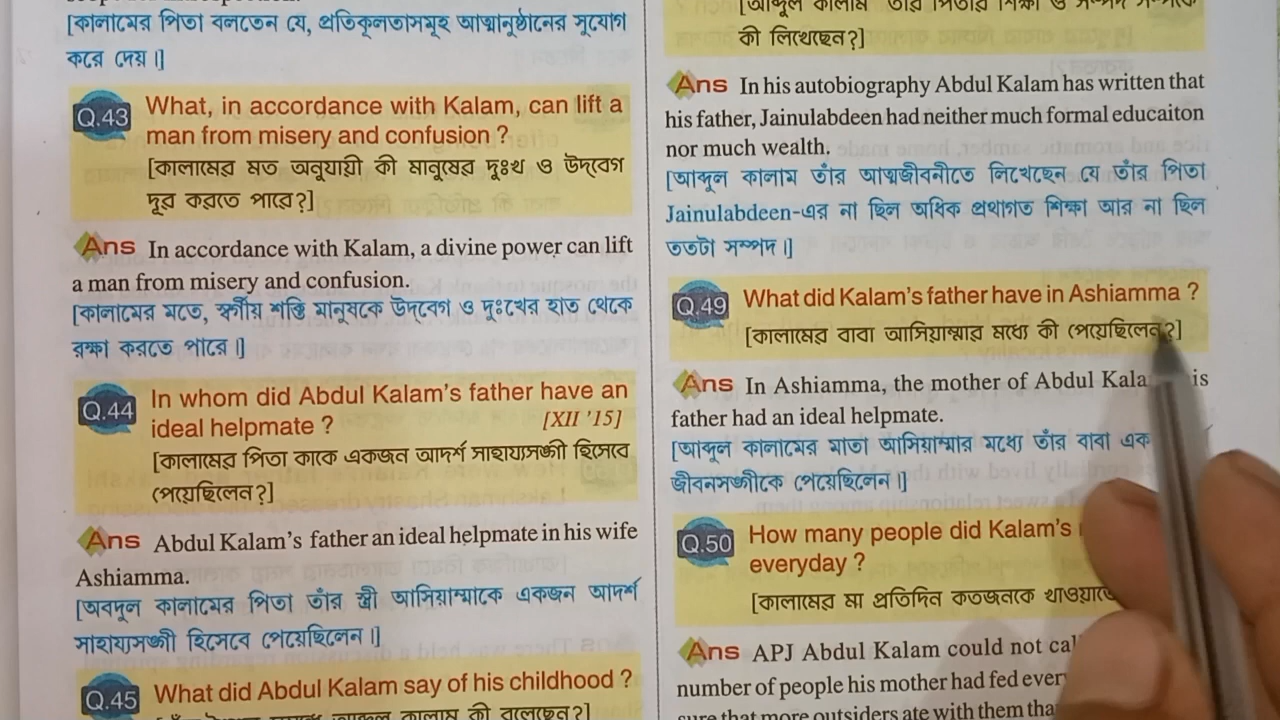 [কালামের পিতা বলতেন যে, প্রতিকূলতাসমূহ আত্মানুষ্ঠানের সুযোগ
করে দেয়।]
Q.43 What, in accordance with Kalam, can lift a
man from misery and confusion ?
[কালামের মত অনুযায়ী কী মানুষের দুঃখ ও উদ্‌বেগ
দূর করতে পারে?]
Ans In accordance with Kalam, a divine power can lift
a man from misery and confusion.
[কালামের মতে, স্বর্গীয় শক্তি মানুষকে উদ্‌বেগ ও দুঃখের হাত থেকে
রক্ষা করতে পারে।]
Q.44 In whom did Abdul Kalam's father have an
ideal helpmate ? [XII '15]
[কালামের পিতা কাকে একজন আদর্শ সাহায্যসঙ্গী হিসেবে
পেয়েছিলেন?]
Ans Abdul Kalam's father an ideal helpmate in his wife
Ashiamma.
[অবদুল কালামের পিতা তাঁর স্ত্রী আসিয়াম্মাকে একজন আদর্শ
সাহায্যসঙ্গী হিসেবে পেয়েছিলেন।]
Q.45 What did Abdul Kalam say of his childhood ?
আব্দুল কালাম কী বলেছেন?]
[আব্দুল কালাম তাঁর পিতার শিক্ষা ও সম্পদ সম্পর্কে
কী লিখেছেন?]
Ans In his autobiography Abdul Kalam has written that
his father, Jainulabdeen had neither much formal educaiton
nor much wealth.
[আব্দুল কালাম তাঁর আত্মজীবনীতে লিখেছেন যে তাঁর পিতা
Jainulabdeen-এর না ছিল অধিক প্রথাগত শিক্ষা আর না ছিল
ততটা সম্পদ।]
Q.49 What did Kalam's father have in Ashiamma ?
[কালামের বাবা আসিয়াম্মার মধ্যে কী পেয়েছিলেন?]
Ans In Ashiamma, the mother of Abdul Kala is
father had an ideal helpmate.
[আব্দুল কালামের মাতা আসিয়াম্মার মধ্যে তাঁর বাবা এক
জীবনসঙ্গীকে পেয়েছিলেন।]
Q.50 How many people did Kalam's
everyday ?
[কালামের মা প্রতিদিন কতজনকে
Ans APJ Abdul Kalam could not cal
number of people his mother had fed ever
sure that more outsiders ate with them tha